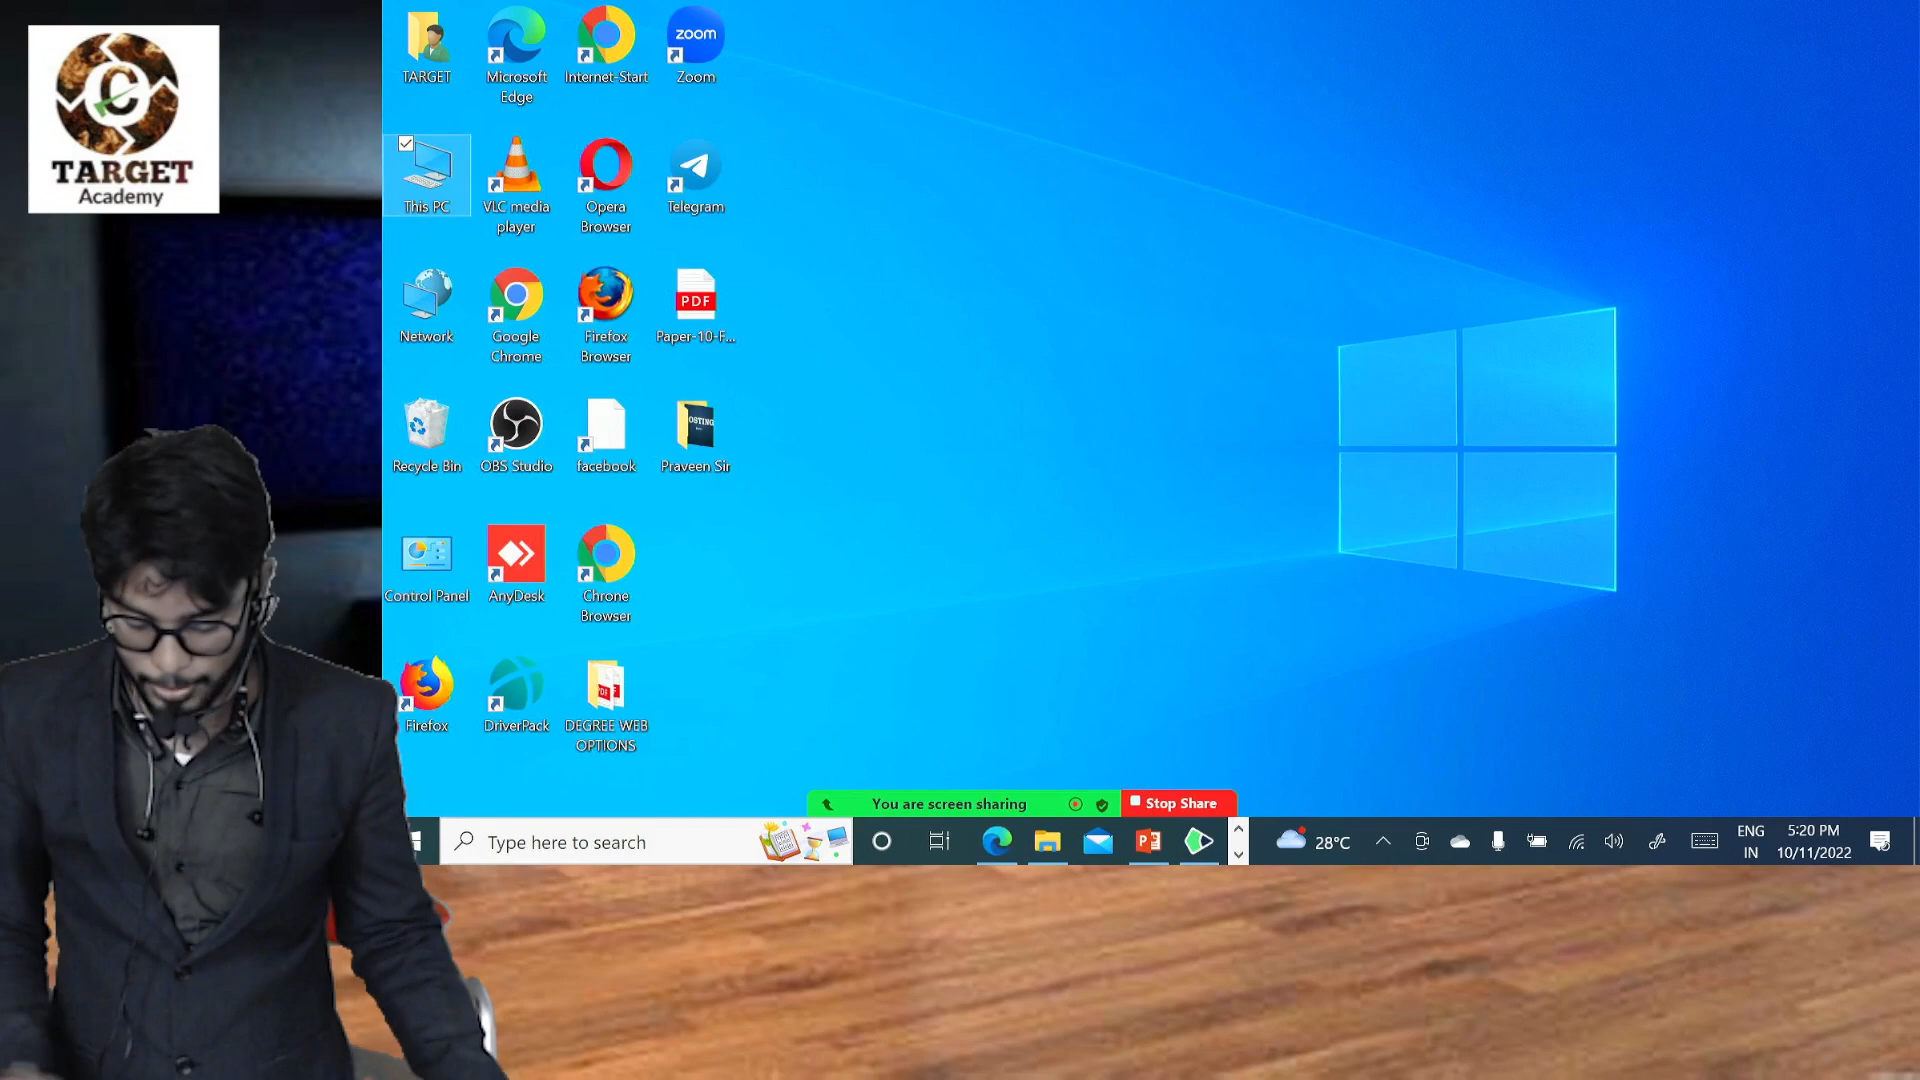 TARGET
Academy
TARGET
Microsoft
Edge
Internet-Start
zoom
Zoom
This PC
VLC media
player
Opera
Browser
Telegram
Network
Google
Chrome
Firefox
Browser
PDF
Paper-10-F...
Recycle Bin
OBS Studio
facebook
OSTING
Praveen Sir
Control Panel
AnyDesk
Chrone
Browser
Firefox
DriverPack
PDF
DEGREE WEB
OPTIONS
You are screen sharing
Stop Share
Type here to search
28°C
ENG
IN
5:20 PM
10/11/2022